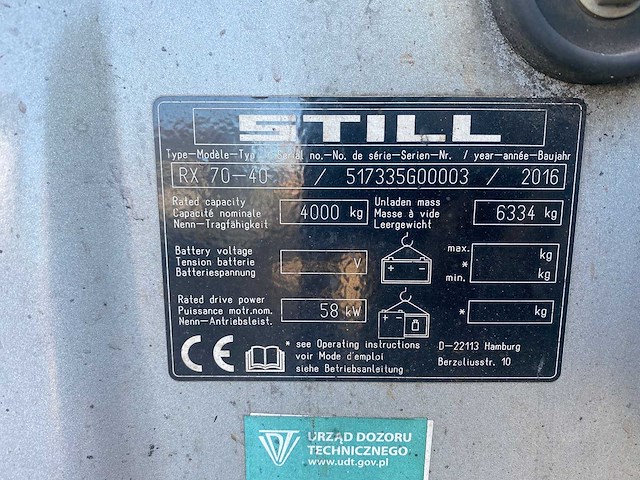 STILL
Type-Modèle-Typ / Serial no.-No. de série-Serien-Nr. / year-année-Baujahr
RX 70-40 / 517335G00003 / 2016
Rated capacity
Capacité nominale
Nenn-Tragfähigkeit
4000 kg
Unladen mass
Masse à vide
Leergewicht
6334 kg
Battery voltage
Tension batterie
Batteriespannung
V
max.
*
min.
kg
kg
Rated drive power
Puissance motr.nom.
Nenn-Antriebsleist.
58 kW
* kg
CE
* see Operating instructions
voir Mode d'emploi
siehe Betriebsanleitung
D-22113 Hamburg
Berzeliusstr. 10
URZĄD DOZORU
TECHNICZNEGO
www.udt.gov.pl